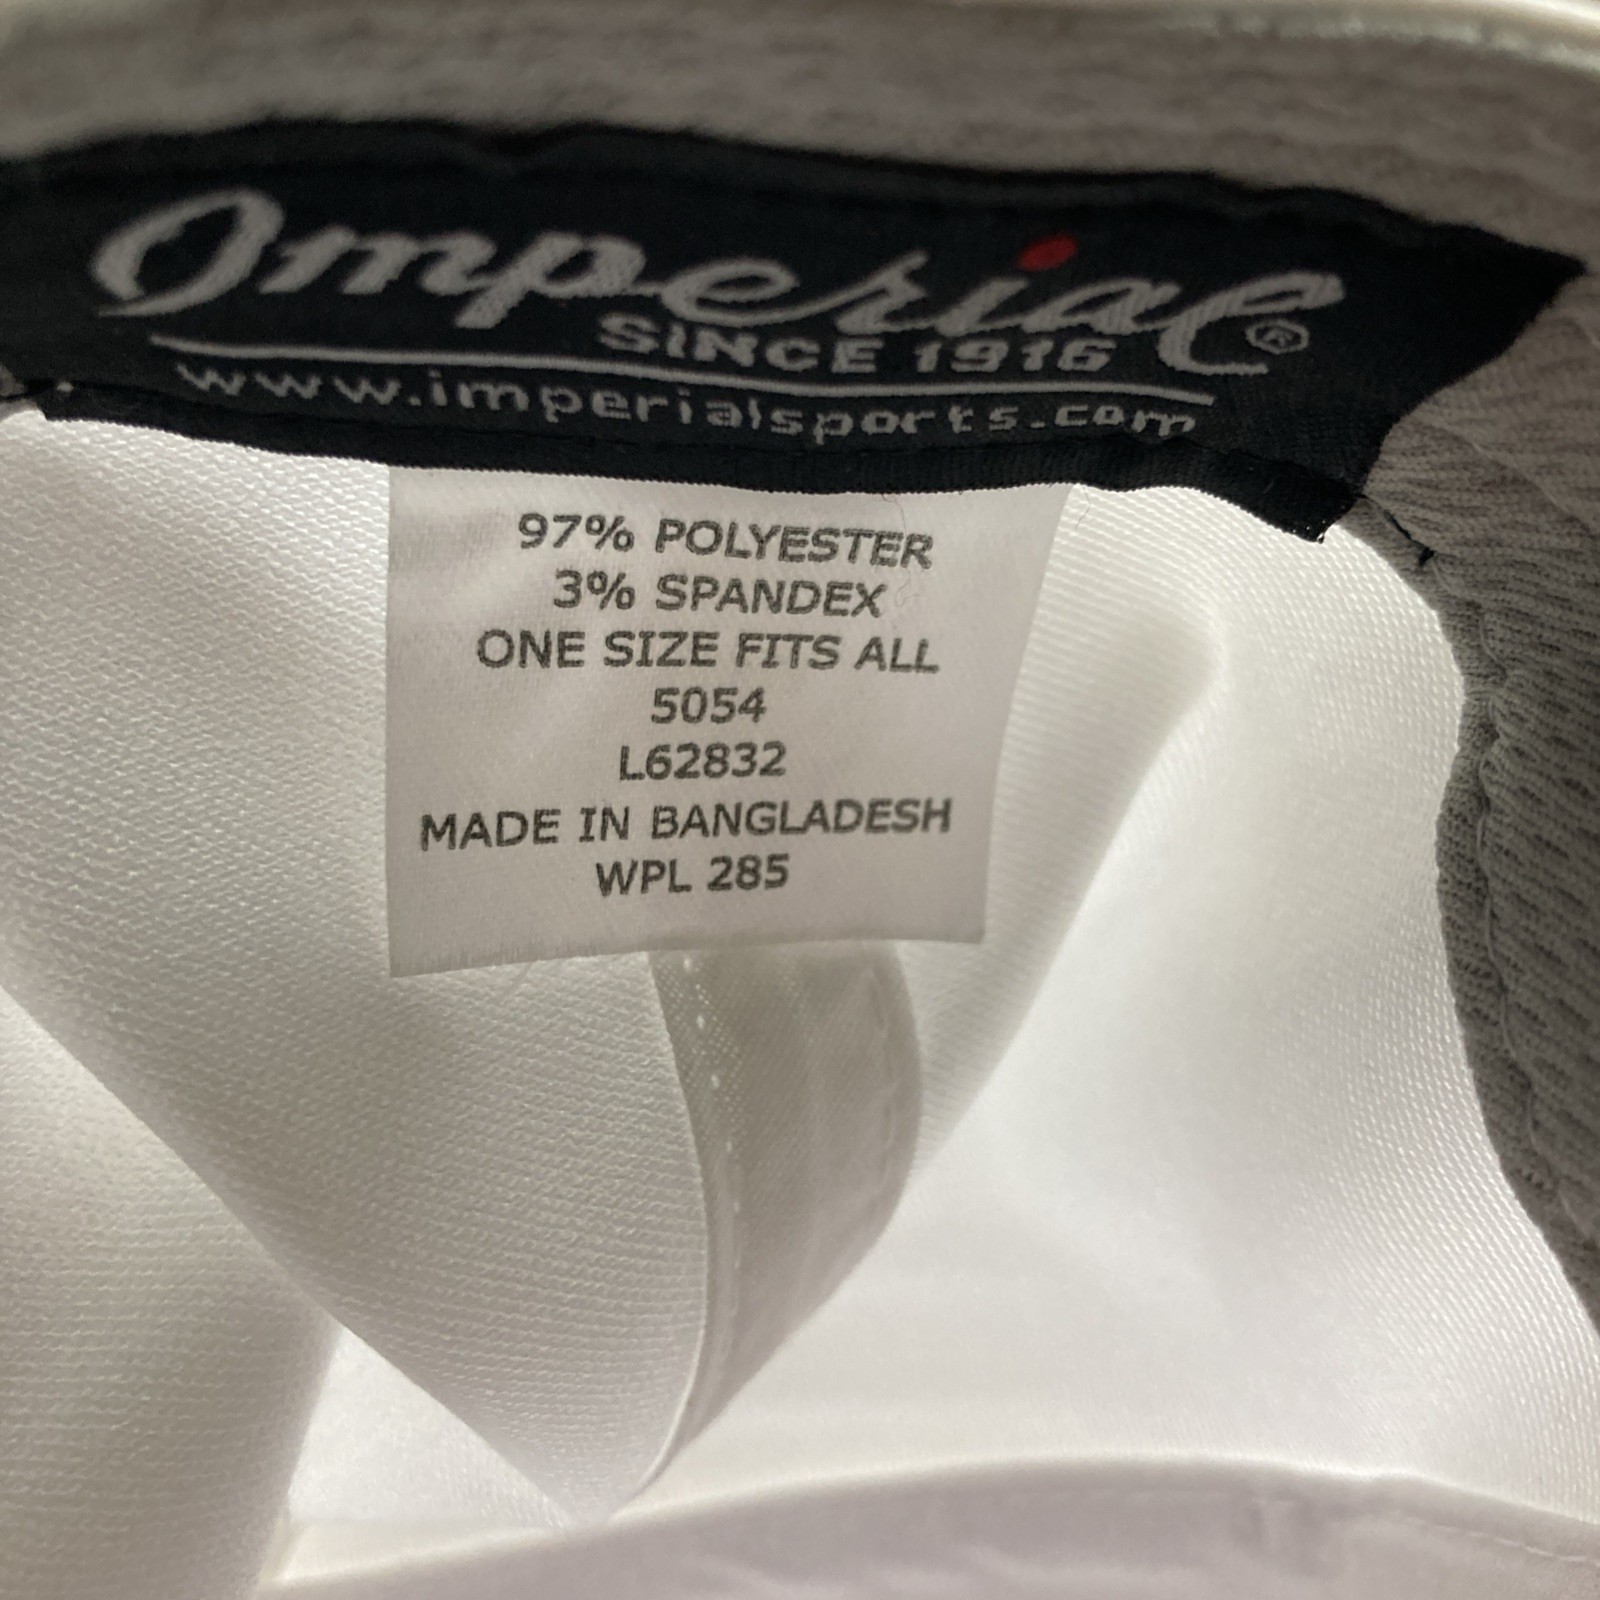 Imperial®
SINCE 1916
www.imperialsports.com
97% POLYESTER
3% SPANDEX
ONE SIZE FITS ALL
5054
L62832
MADE IN BANGLADESH
WPL 285